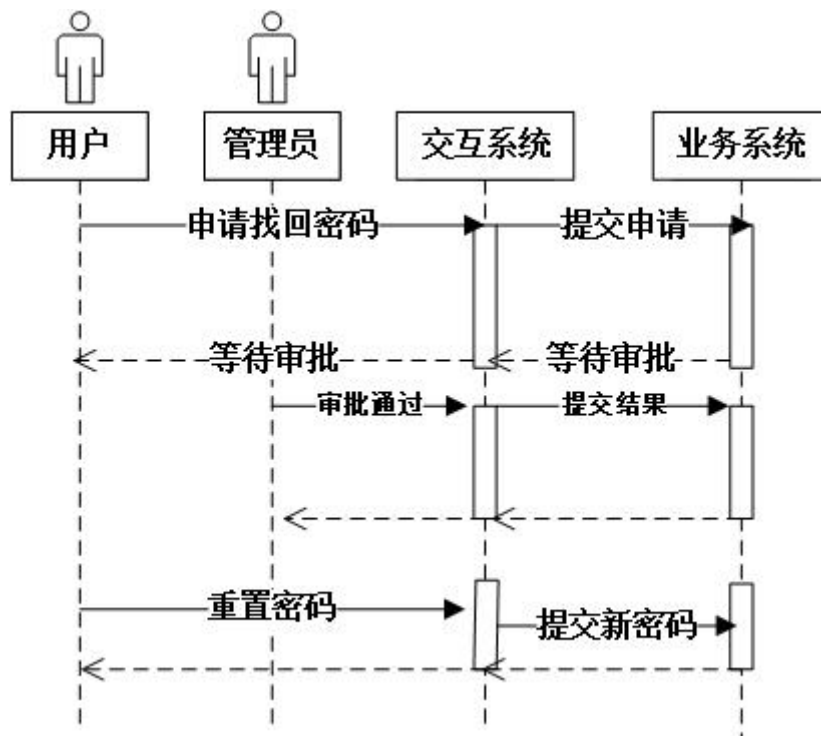 用户
管理员
交互系统
业务系统
申请找回密码
提交申请
等待审批
等待审批
审批通过
提交结果
重置密码
提交新密码